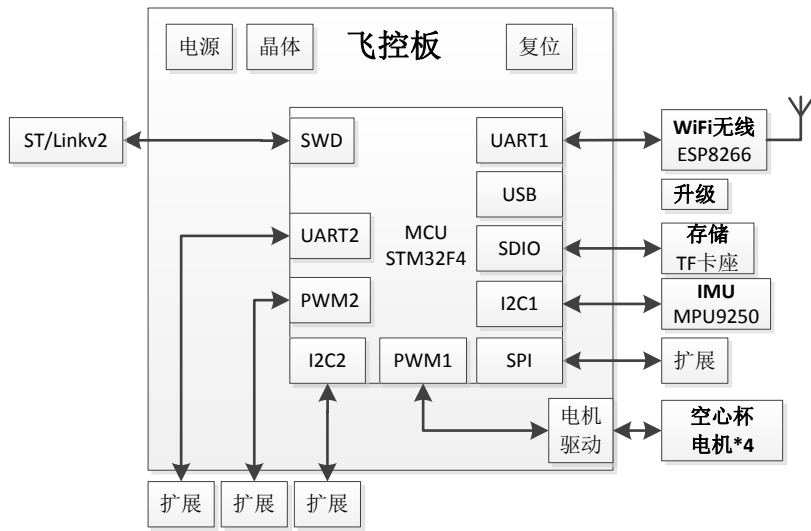 电源
晶体
飞控板
复位
ST/Linkv2
SWD
UART1
WiFi无线
ESP8266
USB
升级
UART2
MCU
STM32F4
SDIO
存储
TF卡座
PWM2
I2C1
IMU
MPU9250
I2C2
PWM1
SPI
扩展
电机
驱动
空心杯
电机*4
扩展
扩展
扩展